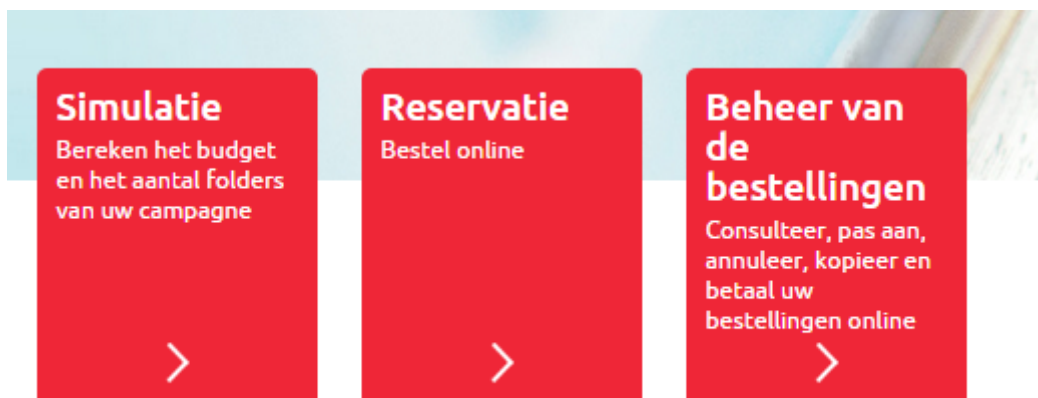 Simulatie
Bereken het budget
en het aantal folders
van uw campagne
Reservatie
Bestel online
Beheer van
de
bestellingen
Consulteer, pas aan,
annuleer, kopieer en
betaal uw
bestellingen online